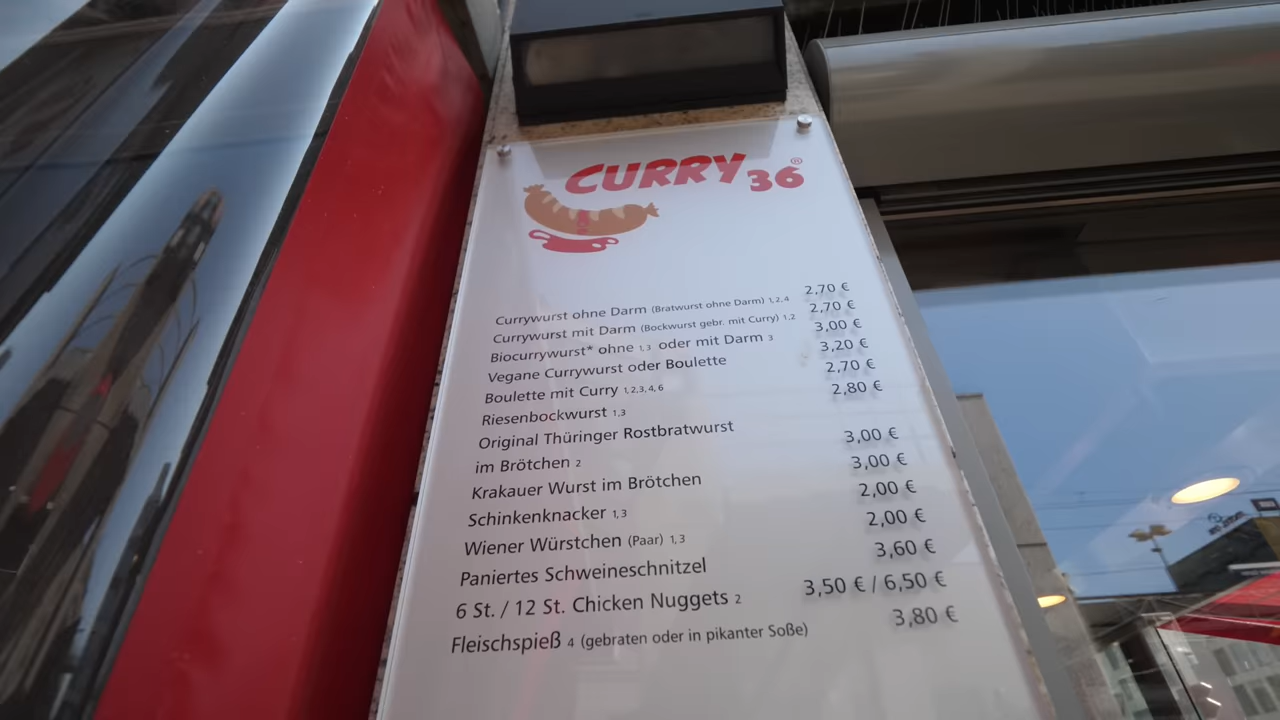 CURRY 36®
Currywurst ohne Darm (Bratwurst ohne Darm) 1,2,4 2,70 €
Currywurst mit Darm (Bockwurst gebr. mit Curry) 1,2 2,70 €
Biocurrywurst* ohne 1,3 oder mit Darm 3 3,00 €
Vegane Currywurst oder Boulette 3,20 €
Boulette mit Curry 1,2,3,4,6 2,70 €
Riesenbockwurst 1,3 2,80 €
Original Thüringer Rostbratwurst
im Brötchen 2 3,00 €
Krakauer Wurst im Brötchen 3,00 €
Schinkenknacker 1,3 2,00 €
Wiener Würstchen (Paar) 1,3 2,00 €
Paniertes Schweineschnitzel 3,60 €
6 St. / 12 St. Chicken Nuggets 2 3,50 € / 6,50 €
Fleischspieß 4 (gebraten oder in pikanter Soße) 3,80 €